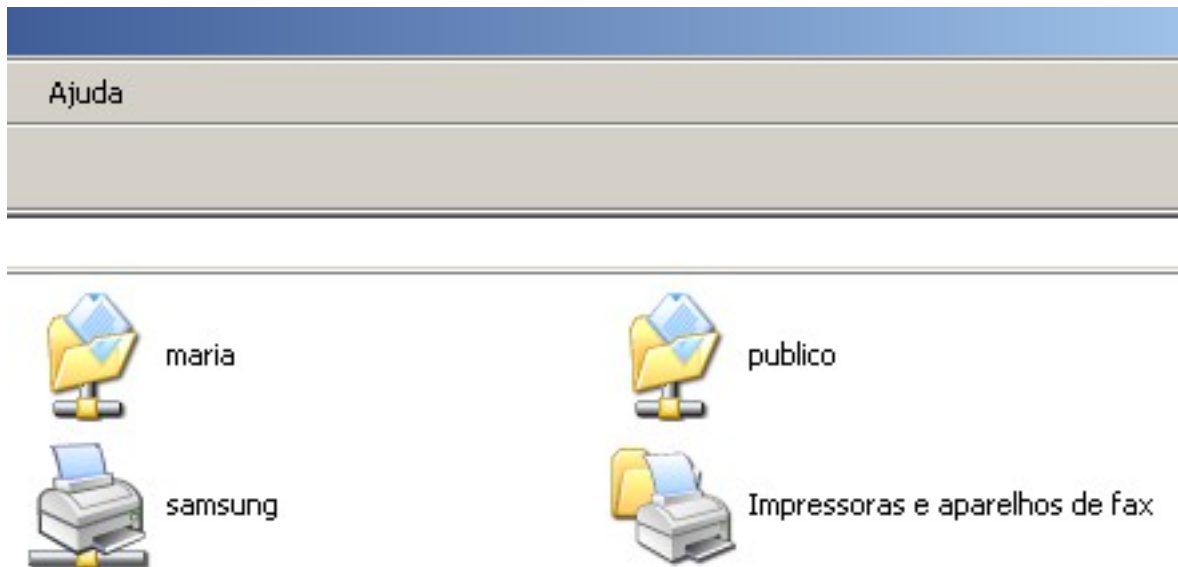 Ajuda
maria
publico
samsung
Impressoras e aparelhos de fax